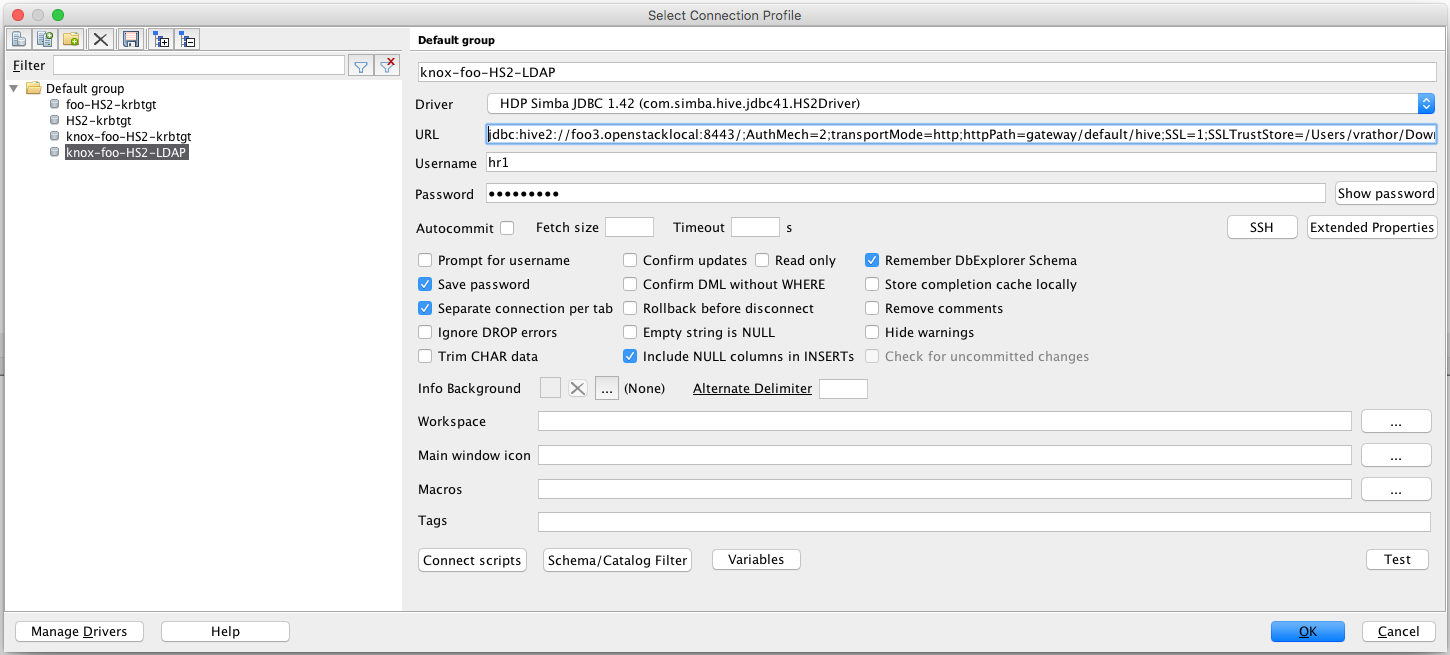 Select Connection Profile
Filter
Default group
foo-HS2-krbtgt
HS2-krbtgt
knox-foo-HS2-krbtgt
knox-foo-HS2-LDAP
Default group
knox-foo-HS2-LDAP
Driver HDP Simba JDBC 1.42 (com.simba.hive.jdbc41.HS2Driver)
URL jdbc:hive2://foo3.openstacklocal:8443/;AuthMech=2;transportMode=http;httpPath=gateway/default/hive;SSL=1;SSLTrustStore=/Users/vrathor/Dow
Username hr1
Password ●●●●●●●●● Show password
Autocommit Fetch size Timeout s SSH Extended Properties
Prompt for username Confirm updates Read only Remember DbExplorer Schema
Save password Confirm DML without WHERE Store completion cache locally
Separate connection per tab Rollback before disconnect Remove comments
Ignore DROP errors Empty string is NULL Hide warnings
Trim CHAR data Include NULL columns in INSERTs Check for uncommitted changes
Info Background ... (None) Alternate Delimiter
Workspace ...
Main window icon ...
Macros ...
Tags
Connect scripts Schema/Catalog Filter Variables Test
Manage Drivers Help OK Cancel